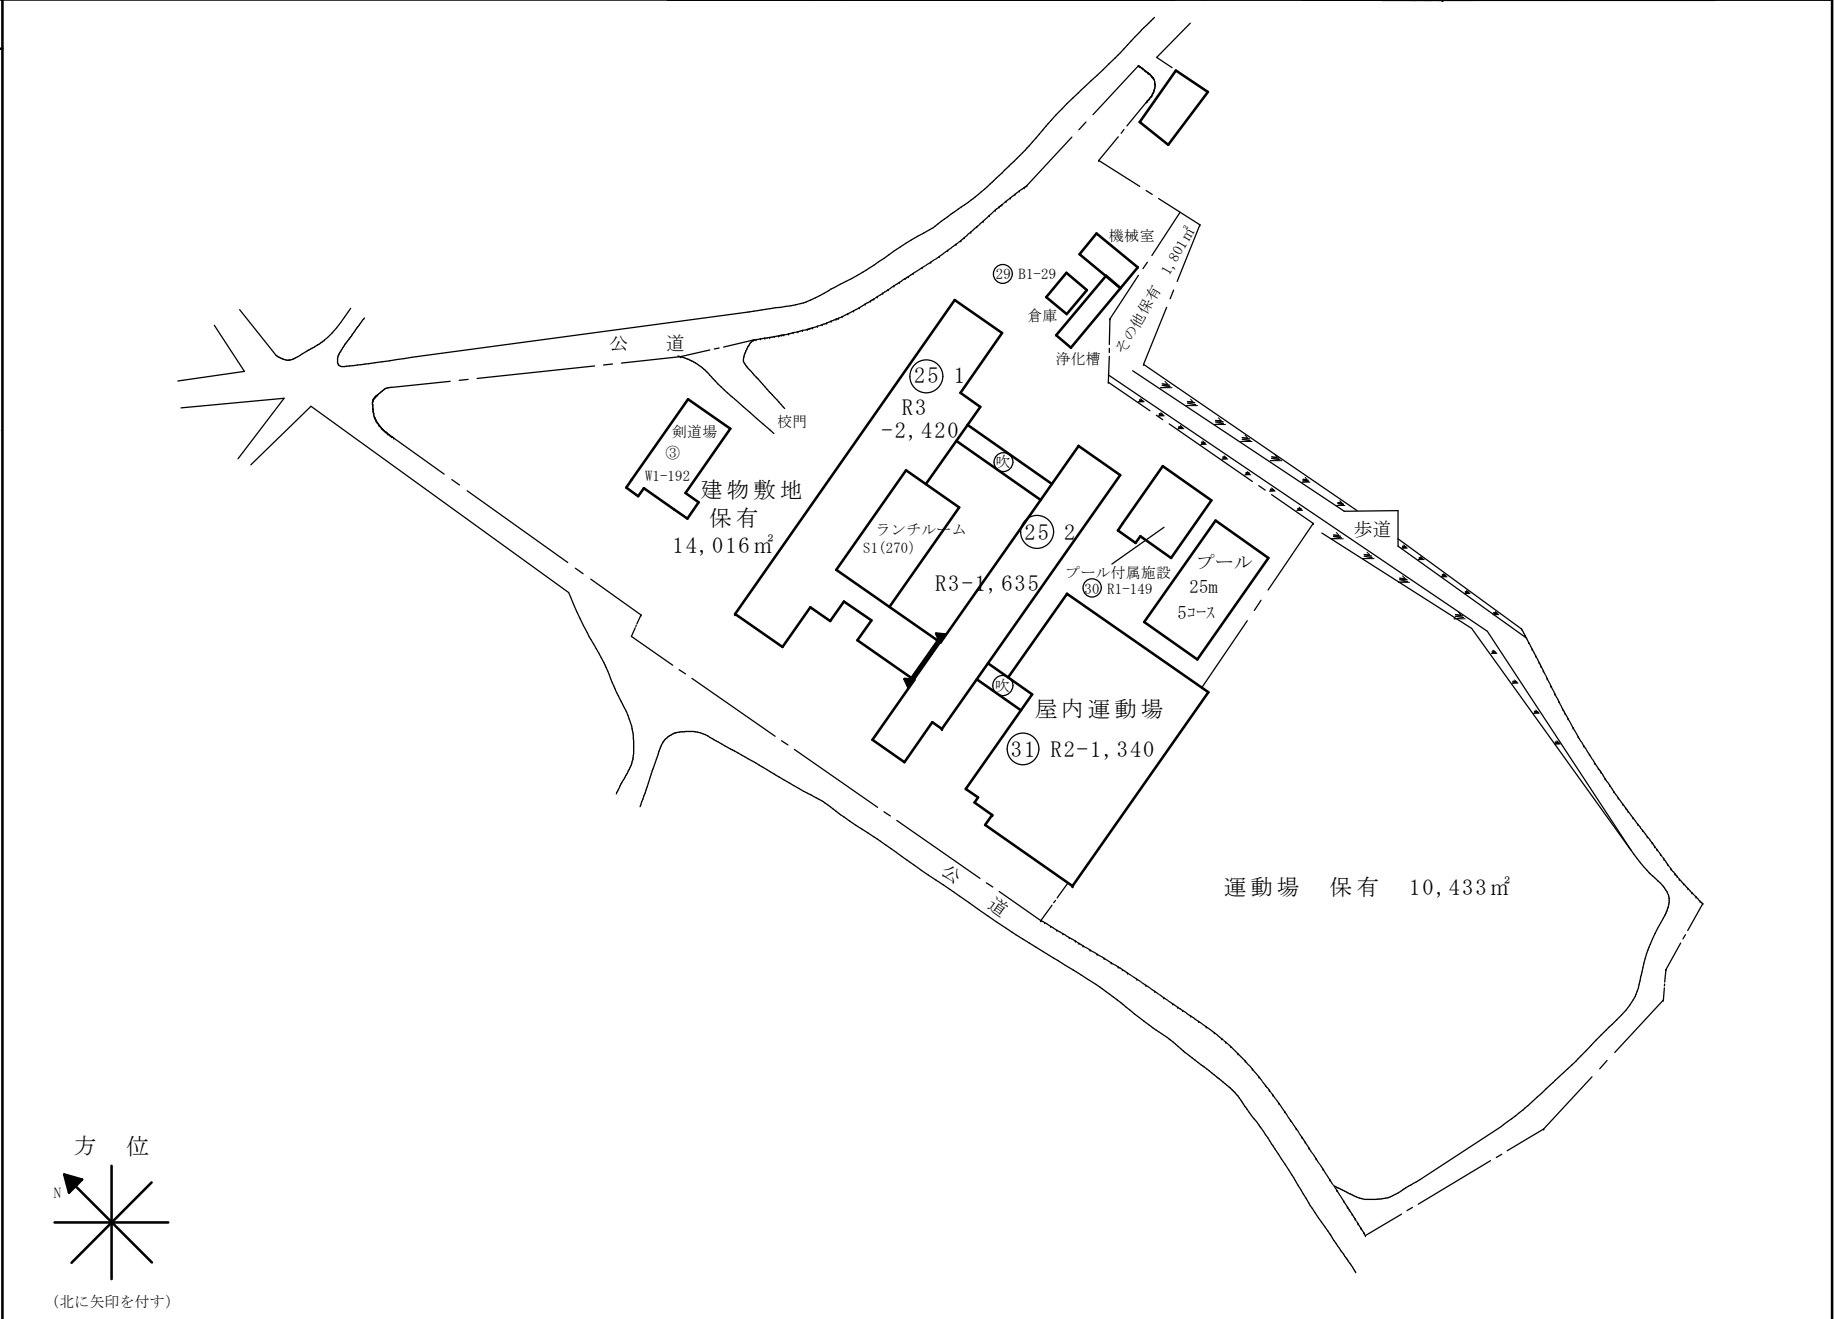 機械室
その他保有 1,801㎡
㉙ B1-29
倉庫
浄化槽
公 道
㉕ 1
R3
-2,420
校門
剣道場
③
W1-192
吹
建物敷地
保有
14,016㎡
ランチルーム
S1(270)
㉕ 2
R3-1,635
歩道
プール付属施設
㉚ R1-149
プール
25m
5コース
吹
屋内運動場
㉛ R2-1,340
公 道
運動場 保有 10,433㎡
方 位
N
(北に矢印を付す)